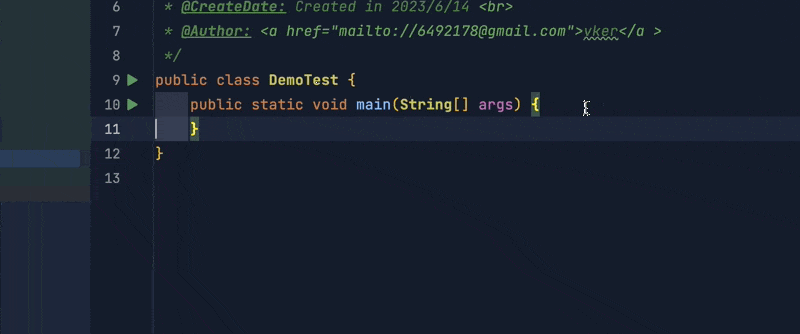 6 * @CreateDate: Created in 2023/6/14 <br>
7 * @Author: <a href="mailto://6492178@gmail.com">vker</a >
8 */
9 public class DemoTest {
10 public static void main(String[] args) {
11 }
12 }
13